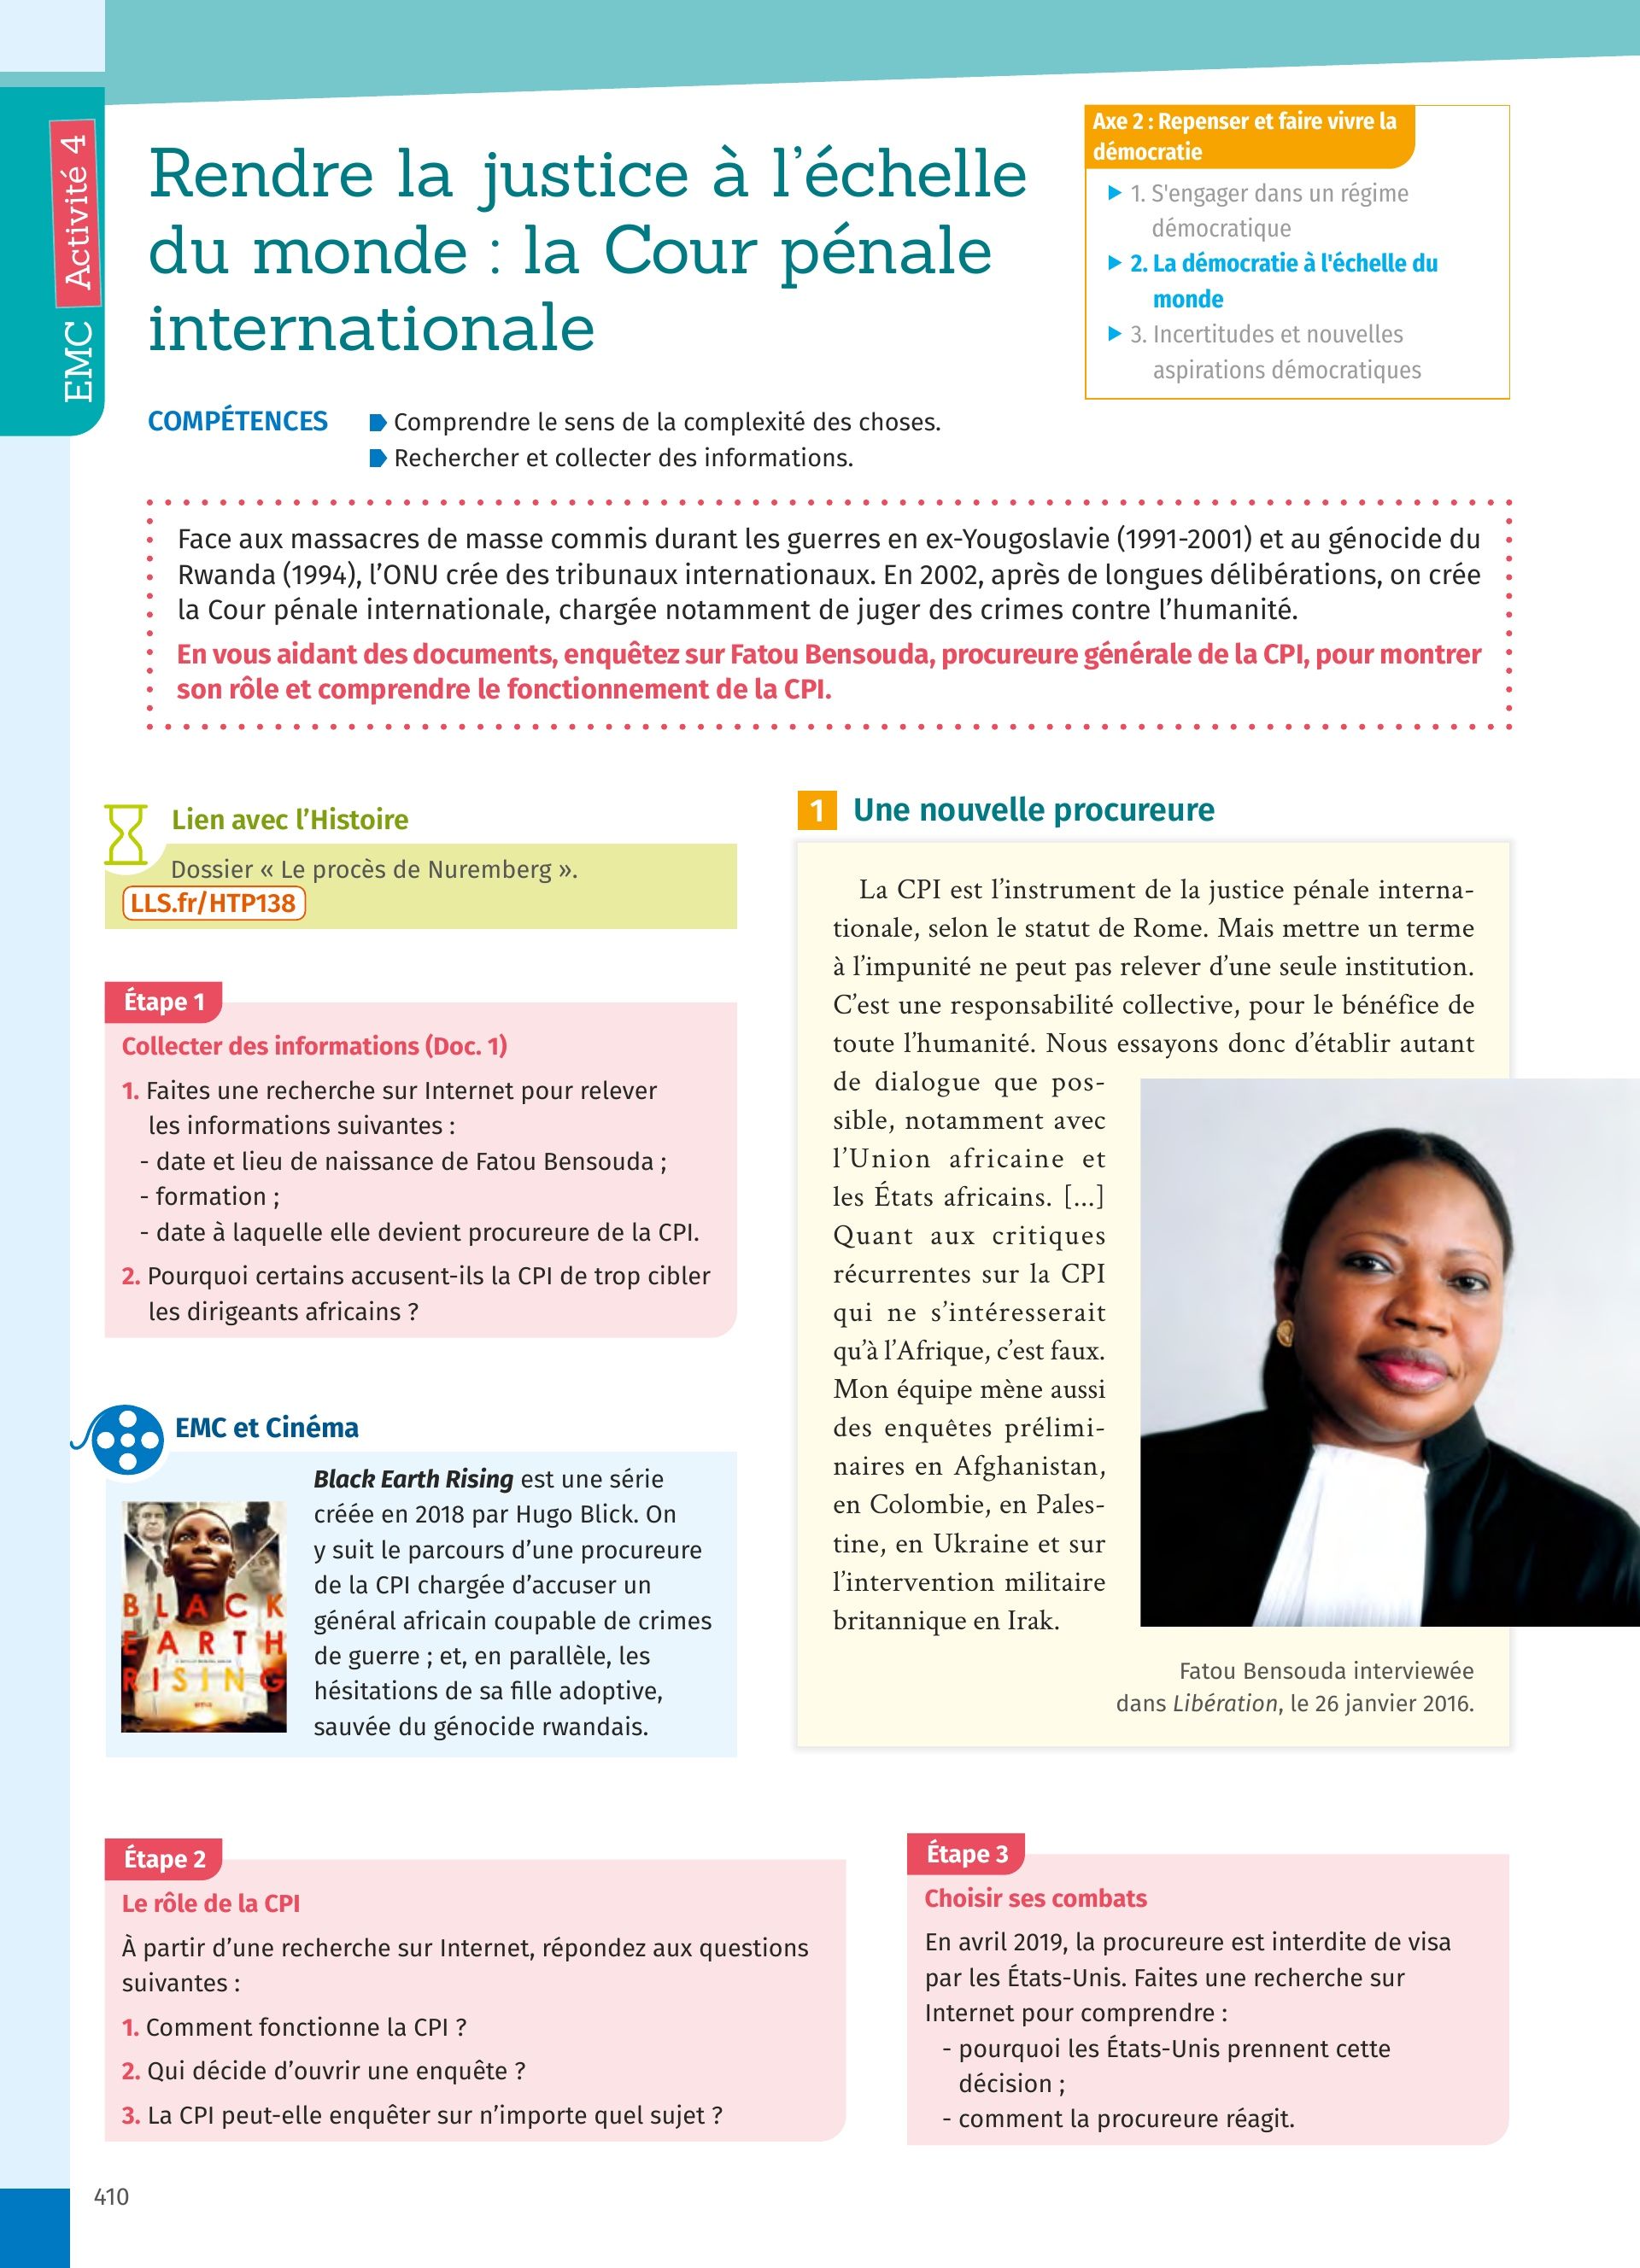 EMC Activité 4
Rendre la justice à l'échelle
du monde : la Cour pénale
internationale
Axe 2 : Repenser et faire vivre la
démocratie
1. S'engager dans un régime
démocratique
2. La démocratie à l'échelle du
monde
3. Incertitudes et nouvelles
aspirations démocratiques
COMPÉTENCES
Comprendre le sens de la complexité des choses.
Rechercher et collecter des informations.
Face aux massacres de masse commis durant les guerres en ex-Yougoslavie (1991-2001) et au génocide du
Rwanda (1994), l'ONU crée des tribunaux internationaux. En 2002, après de longues délibérations, on crée
la Cour pénale internationale, chargée notamment de juger des crimes contre l'humanité.
En vous aidant des documents, enquêtez sur Fatou Bensouda, procureure générale de la CPI, pour montrer
son rôle et comprendre le fonctionnement de la CPI.
Lien avec l'Histoire
Dossier « Le procès de Nuremberg ».
LLS.fr/HTP138
Étape 1
Collecter des informations (Doc. 1)
1. Faites une recherche sur Internet pour relever
les informations suivantes :
- date et lieu de naissance de Fatou Bensouda ;
- formation ;
- date à laquelle elle devient procureure de la CPI.
2. Pourquoi certains accusent-ils la CPI de trop cibler
les dirigeants africains ?
EMC et Cinéma
BLACK
EARTH
RISING
Black Earth Rising est une série
créée en 2018 par Hugo Blick. On
y suit le parcours d'une procureure
de la CPI chargée d'accuser un
général africain coupable de crimes
de guerre ; et, en parallèle, les
hésitations de sa fille adoptive,
sauvée du génocide rwandais.
1 Une nouvelle procureure
La CPI est l'instrument de la justice pénale interna-
tionale, selon le statut de Rome. Mais mettre un terme
à l'impunité ne peut pas relever d'une seule institution.
C'est une responsabilité collective, pour le bénéfice de
toute l'humanité. Nous essayons donc d'établir autant
de dialogue que pos-
sible, notamment avec
l'Union africaine et
les États africains. [...]
Quant aux critiques
récurrentes sur la CPI
qui ne s'intéresserait
qu'à l'Afrique, c'est faux.
Mon équipe mène aussi
des enquêtes prélimi-
naires en Afghanistan,
en Colombie, en Pales-
tine, en Ukraine et sur
l'intervention militaire
britannique en Irak.
Fatou Bensouda interviewée
dans Libération, le 26 janvier 2016.
Étape 2
Le rôle de la CPI
À partir d'une recherche sur Internet, répondez aux questions
suivantes :
1. Comment fonctionne la CPI ?
2. Qui décide d'ouvrir une enquête ?
3. La CPI peut-elle enquêter sur n'importe quel sujet ?
Étape 3
Choisir ses combats
En avril 2019, la procureure est interdite de visa
par les États-Unis. Faites une recherche sur
Internet pour comprendre :
- pourquoi les États-Unis prennent cette
décision ;
- comment la procureure réagit.
410